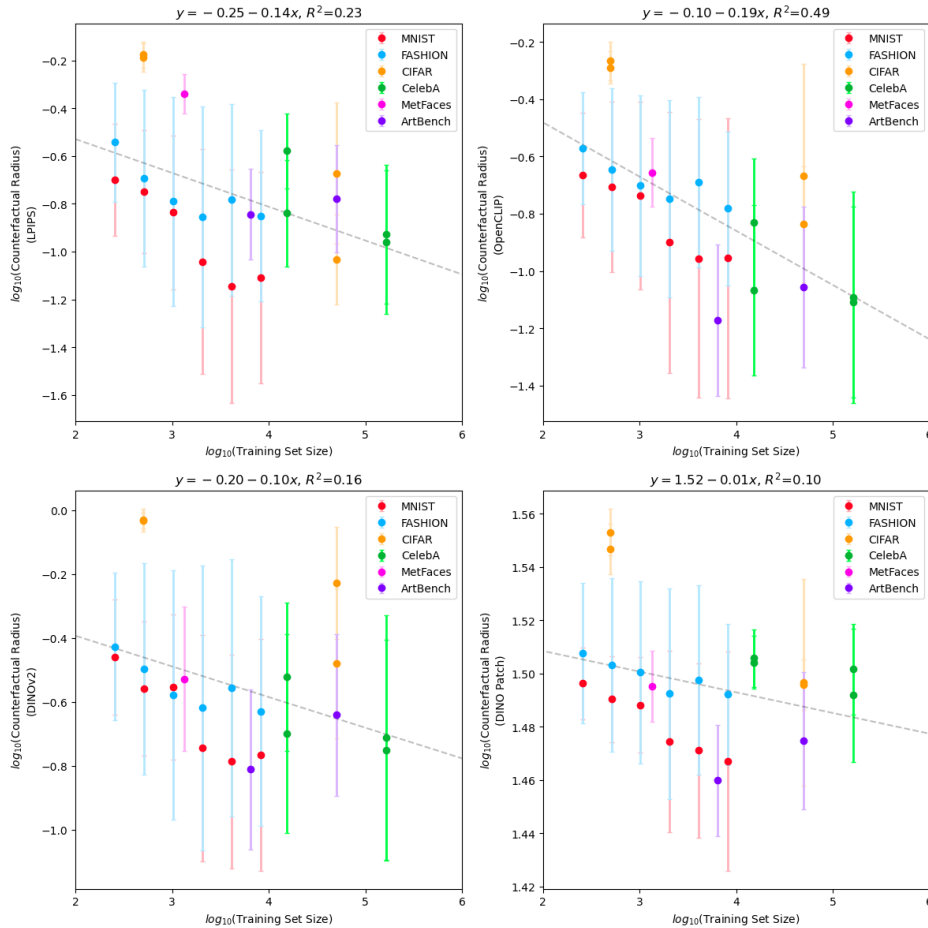 y = −0.25 − 0.14x, R²=0.23
−0.2
−0.4
−0.6
−0.8
−1.0
−1.2
−1.4
−1.6
log₁₀(Counterfactual Radius)
(LPIPS)
MNIST
FASHION
CIFAR
CelebA
MetFaces
ArtBench
2 3 4 5 6
log₁₀(Training Set Size)
y = −0.10 − 0.19x, R²=0.49
−0.2
−0.4
−0.6
−0.8
−1.0
−1.2
−1.4
log₁₀(Counterfactual Radius)
(OpenCLIP)
MNIST
FASHION
CIFAR
CelebA
MetFaces
ArtBench
2 3 4 5 6
log₁₀(Training Set Size)
y = −0.20 − 0.10x, R²=0.16
0.0
−0.2
−0.4
−0.6
−0.8
−1.0
log₁₀(Counterfactual Radius)
(DINOv2)
MNIST
FASHION
CIFAR
CelebA
MetFaces
ArtBench
2 3 4 5 6
log₁₀(Training Set Size)
y = 1.52 − 0.01x, R²=0.10
1.56
1.54
1.52
1.50
1.48
1.46
1.44
1.42
log₁₀(Counterfactual Radius)
(DINO Patch)
MNIST
FASHION
CIFAR
CelebA
MetFaces
ArtBench
2 3 4 5 6
log₁₀(Training Set Size)